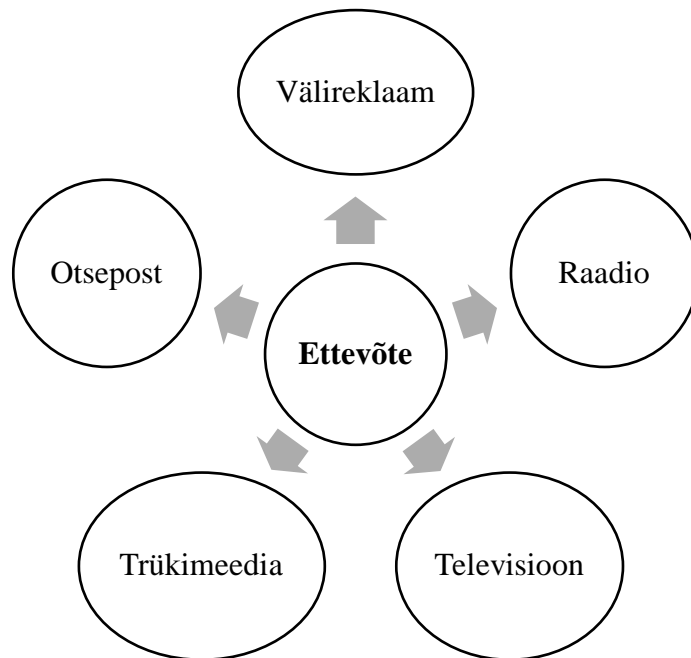 Välireklaam
Otsepost
Raadio
Ettevõte
Trükimeedia
Televisioon